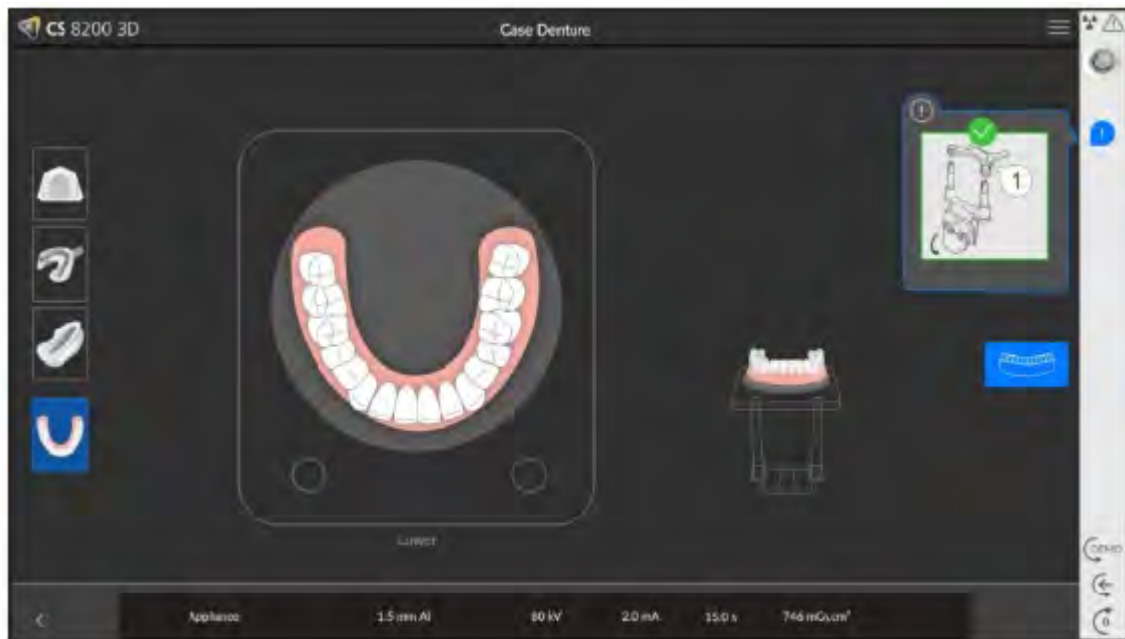 CS 8200 3D
Case Denture
1
Lower
DEMO
Appliance 1.5 mm Al 80 kV 2.0 mA 15.0 s 746 mGy.cm²